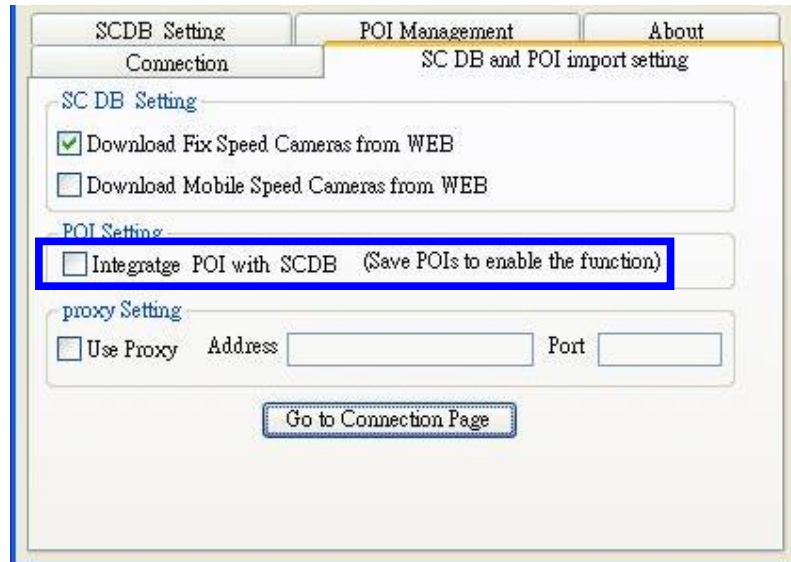 SCDB Setting POI Management About
Connection SC DB and POI import setting
SC DB Setting
Download Fix Speed Cameras from WEB
Download Mobile Speed Cameras from WEB
POI Setting
Integratge POI with SCDB (Save POIs to enable the function)
proxy Setting
Use Proxy Address Port
Go to Connection Page